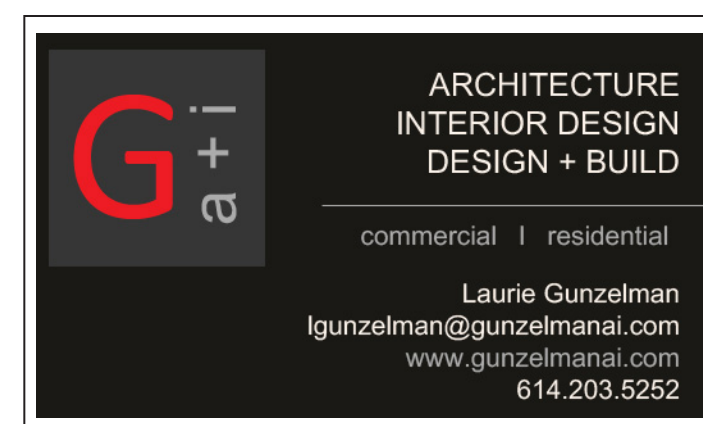 G a+i
ARCHITECTURE
INTERIOR DESIGN
DESIGN + BUILD
commercial I residential
Laurie Gunzelman
lgunzelman@gunzelmanai.com
www.gunzelmanai.com
614.203.5252